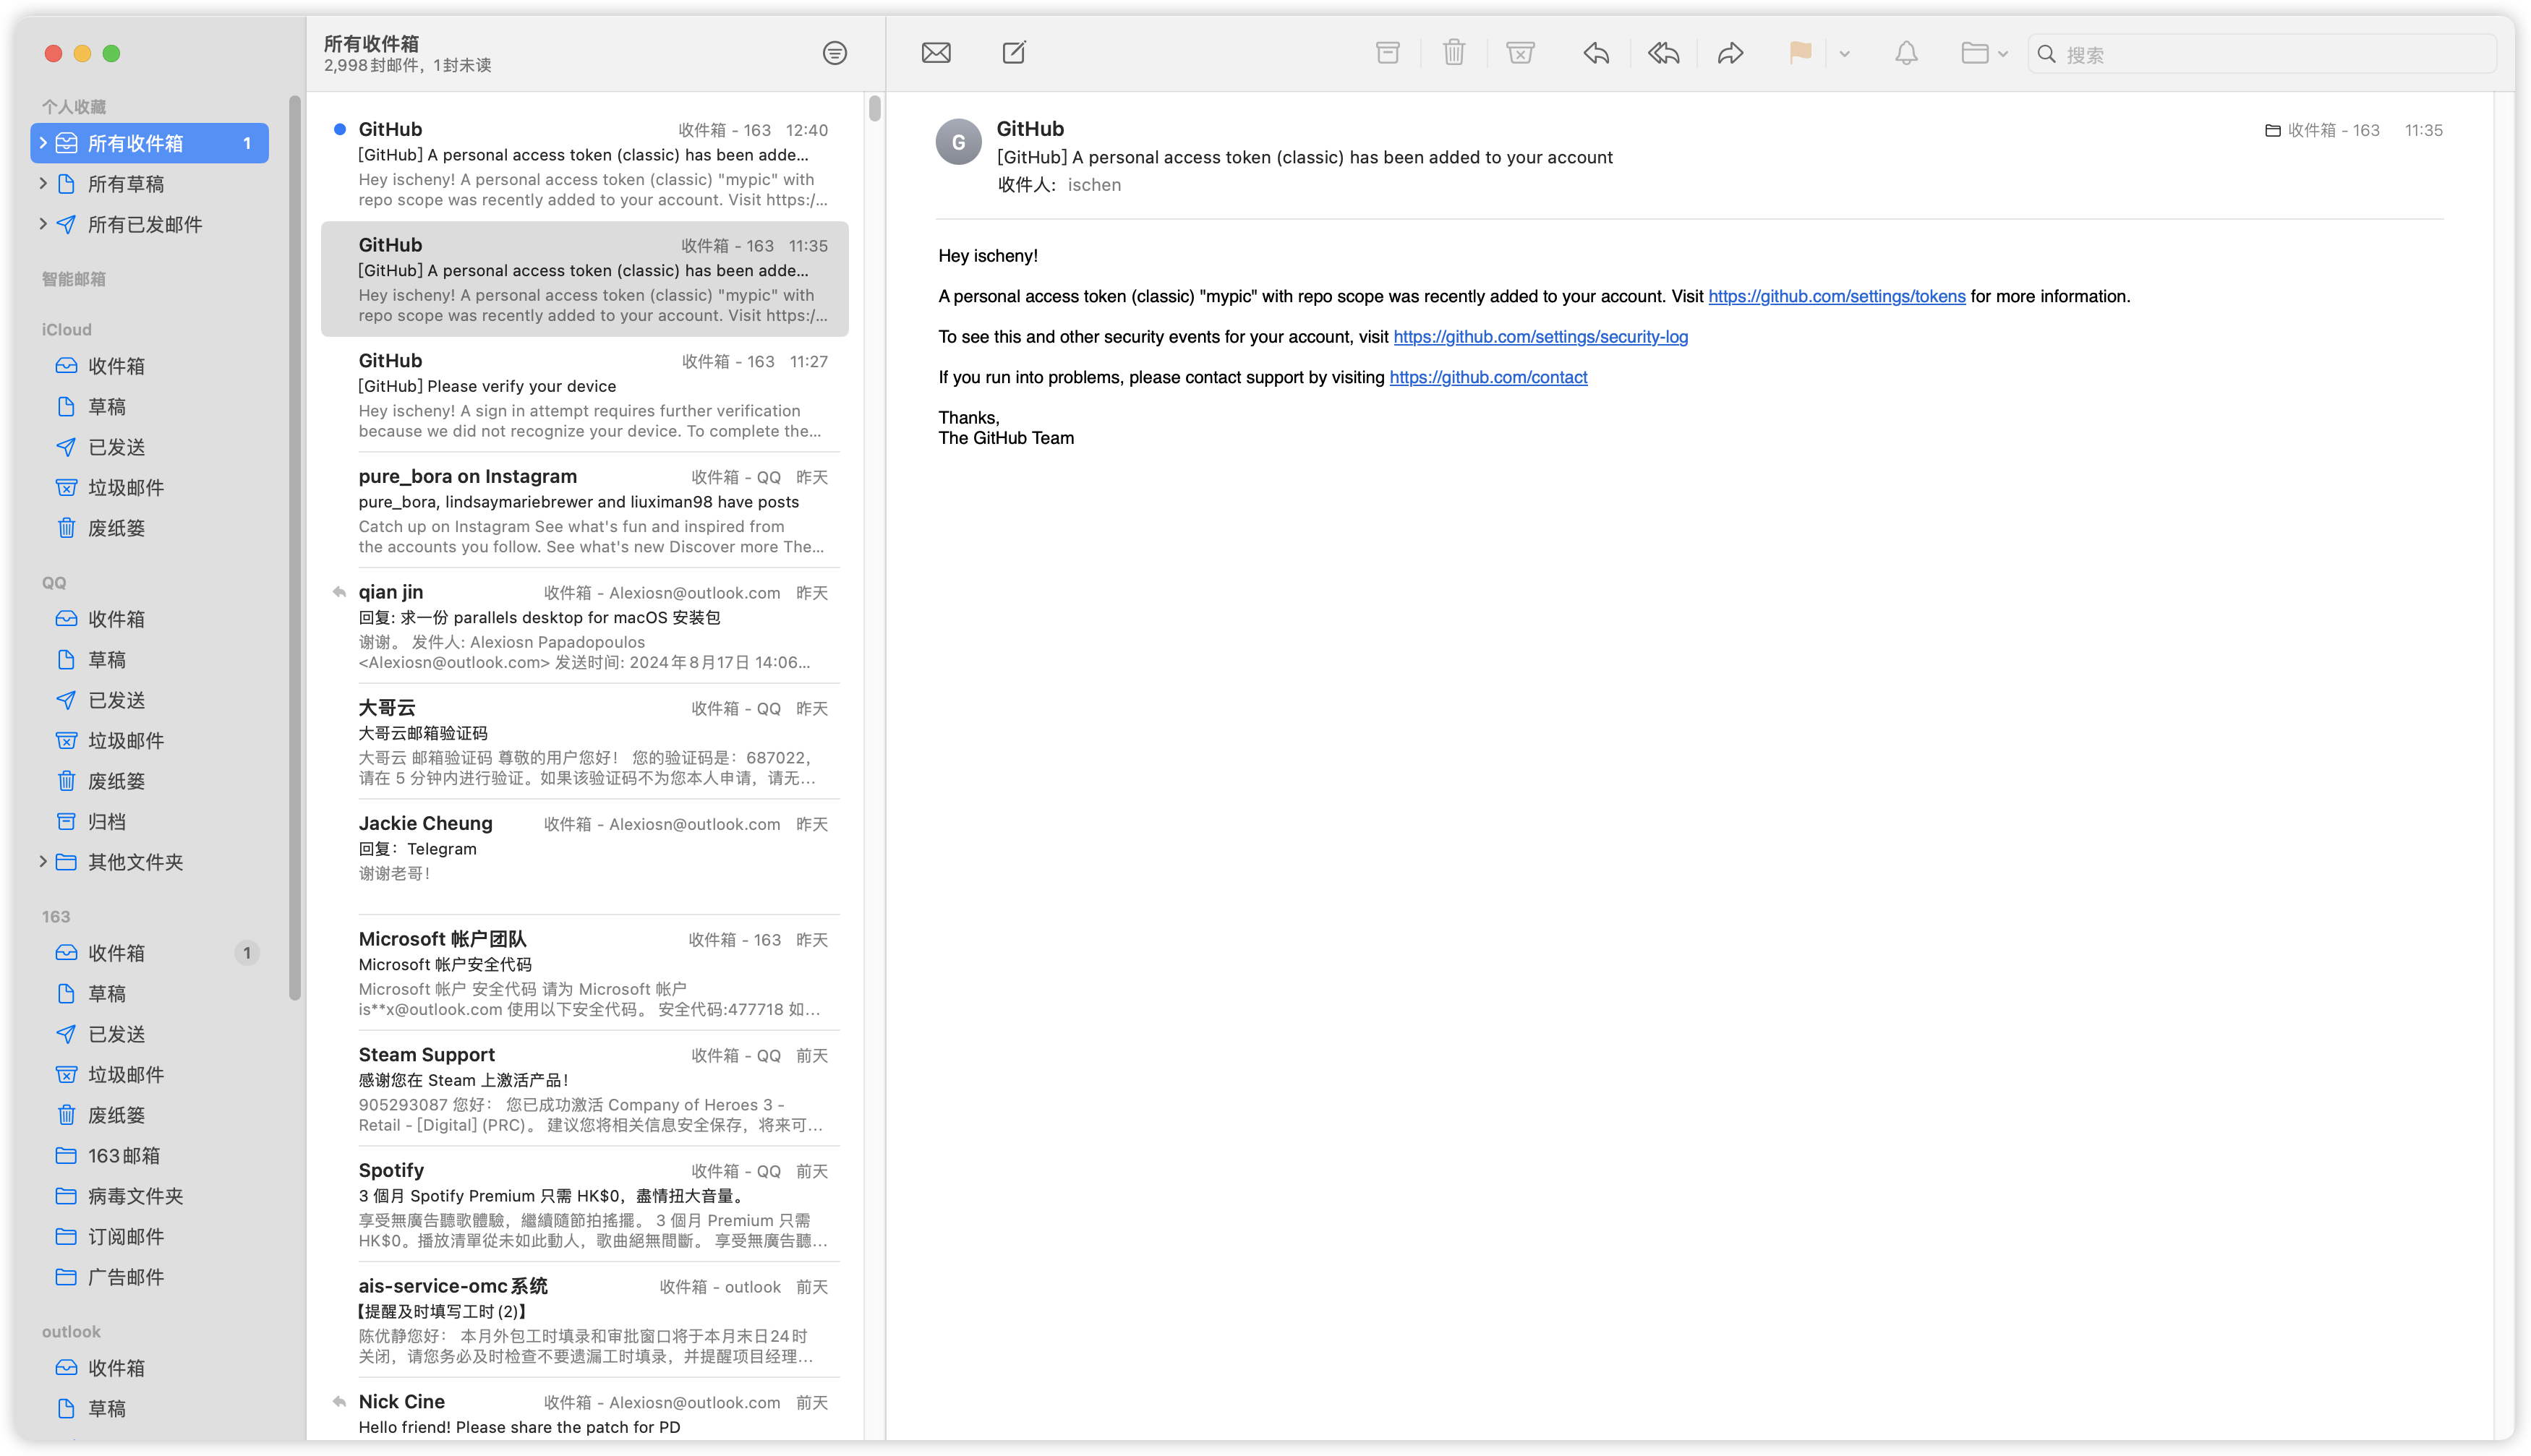 个人收藏
所有收件箱 1
所有草稿
所有已发邮件
智能邮箱
iCloud
收件箱
草稿
已发送
垃圾邮件
废纸篓
QQ
收件箱
草稿
已发送
垃圾邮件
废纸篓
归档
其他文件夹
163
收件箱 1
草稿
已发送
垃圾邮件
废纸篓
163邮箱
病毒文件夹
订阅邮件
广告邮件
outlook
收件箱
草稿
所有收件箱
2,998封邮件，1封未读
GitHub 收件箱 - 163 12:40
[GitHub] A personal access token (classic) has been adde...
Hey ischeny! A personal access token (classic) "mypic" with
repo scope was recently added to your account. Visit https:/...
GitHub 收件箱 - 163 11:35
[GitHub] A personal access token (classic) has been adde...
Hey ischeny! A personal access token (classic) "mypic" with
repo scope was recently added to your account. Visit https:/...
GitHub 收件箱 - 163 11:27
[GitHub] Please verify your device
Hey ischeny! A sign in attempt requires further verification
because we did not recognize your device. To complete the...
pure_bora on Instagram 收件箱 - QQ 昨天
pure_bora, lindsaymariebrewer and liuximan98 have posts
Catch up on Instagram See what's fun and inspired from
the accounts you follow. See what's new Discover more The...
qian jin 收件箱 - Alexiosn@outlook.com 昨天
回复: 求一份 parallels desktop for macOS 安装包
谢谢。 发件人: Alexiosn Papadopoulos
<Alexiosn@outlook.com> 发送时间: 2024年8月17日 14:06...
大哥云 收件箱 - QQ 昨天
大哥云邮箱验证码
大哥云 邮箱验证码 尊敬的用户您好！ 您的验证码是：687022，
请在 5 分钟内进行验证。如果该验证码不为您本人申请，请无...
Jackie Cheung 收件箱 - Alexiosn@outlook.com 昨天
回复：Telegram
谢谢老哥！
Microsoft 帐户团队 收件箱 - 163 昨天
Microsoft 帐户安全代码
Microsoft 帐户 安全代码 请为 Microsoft 帐户
is**x@outlook.com 使用以下安全代码。 安全代码:477718 如...
Steam Support 收件箱 - QQ 前天
感谢您在 Steam 上激活产品！
905293087 您好： 您已成功激活 Company of Heroes 3 -
Retail - [Digital] (PRC)。 建议您将相关信息安全保存，将来可...
Spotify 收件箱 - QQ 前天
3 個月 Spotify Premium 只需 HK$0，盡情扭大音量。
享受無廣告聽歌體驗，繼續隨節拍搖擺。 3 個月 Premium 只需
HK$0。播放清單從未如此動人，歌曲絕無間斷。 享受無廣告聽...
ais-service-omc系统 收件箱 - outlook 前天
【提醒及时填写工时(2)】
陈优静您好： 本月外包工时填录和审批窗口将于本月末日24时
关闭，请您务必及时检查不要遗漏工时填录，并提醒项目经理...
Nick Cine 收件箱 - Alexiosn@outlook.com 前天
Hello friend! Please share the patch for PD
搜索
G
GitHub 收件箱 - 163 11:35
[GitHub] A personal access token (classic) has been added to your account
收件人： ischen
Hey ischeny!
A personal access token (classic) "mypic" with repo scope was recently added to your account. Visit https://github.com/settings/tokens for more information.
To see this and other security events for your account, visit https://github.com/settings/security-log
If you run into problems, please contact support by visiting https://github.com/contact
Thanks,
The GitHub Team